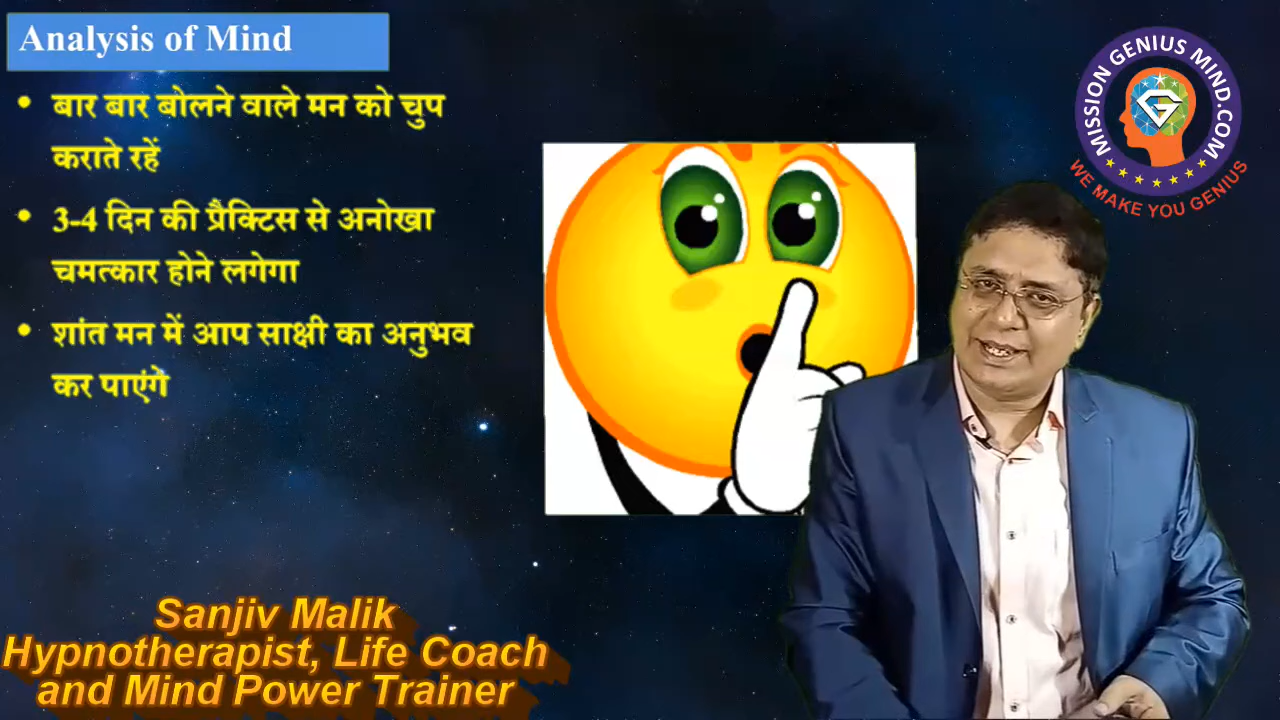 Analysis of Mind
• बार बार बोलने वाले मन को चुप
कराते रहें
• 3-4 दिन की प्रैक्टिस से अनोखा
चमत्कार होने लगेगा
• शांत मन में आप साक्षी का अनुभव
कर पाएंगे
MISSION GENIUS MIND.COM
G
WE MAKE YOU GENIUS
Sanjiv Malik
Hypnotherapist, Life Coach
and Mind Power Trainer